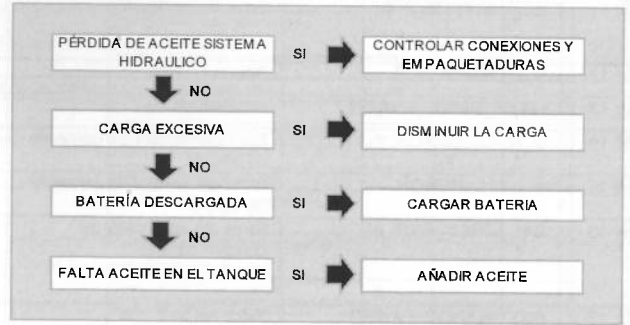 PÉRDIDA DE ACEITE SISTEMA
HIDRAULICO
SI
CONTROLAR CONEXIONES Y
EMPAQUETADURAS
NO
CARGA EXCESIVA
SI
DISMINUIR LA CARGA
NO
BATERÍA DESCARGADA
SI
CARGAR BATERIA
NO
FALTA ACEITE EN EL TANQUE
SI
AÑADIR ACEITE